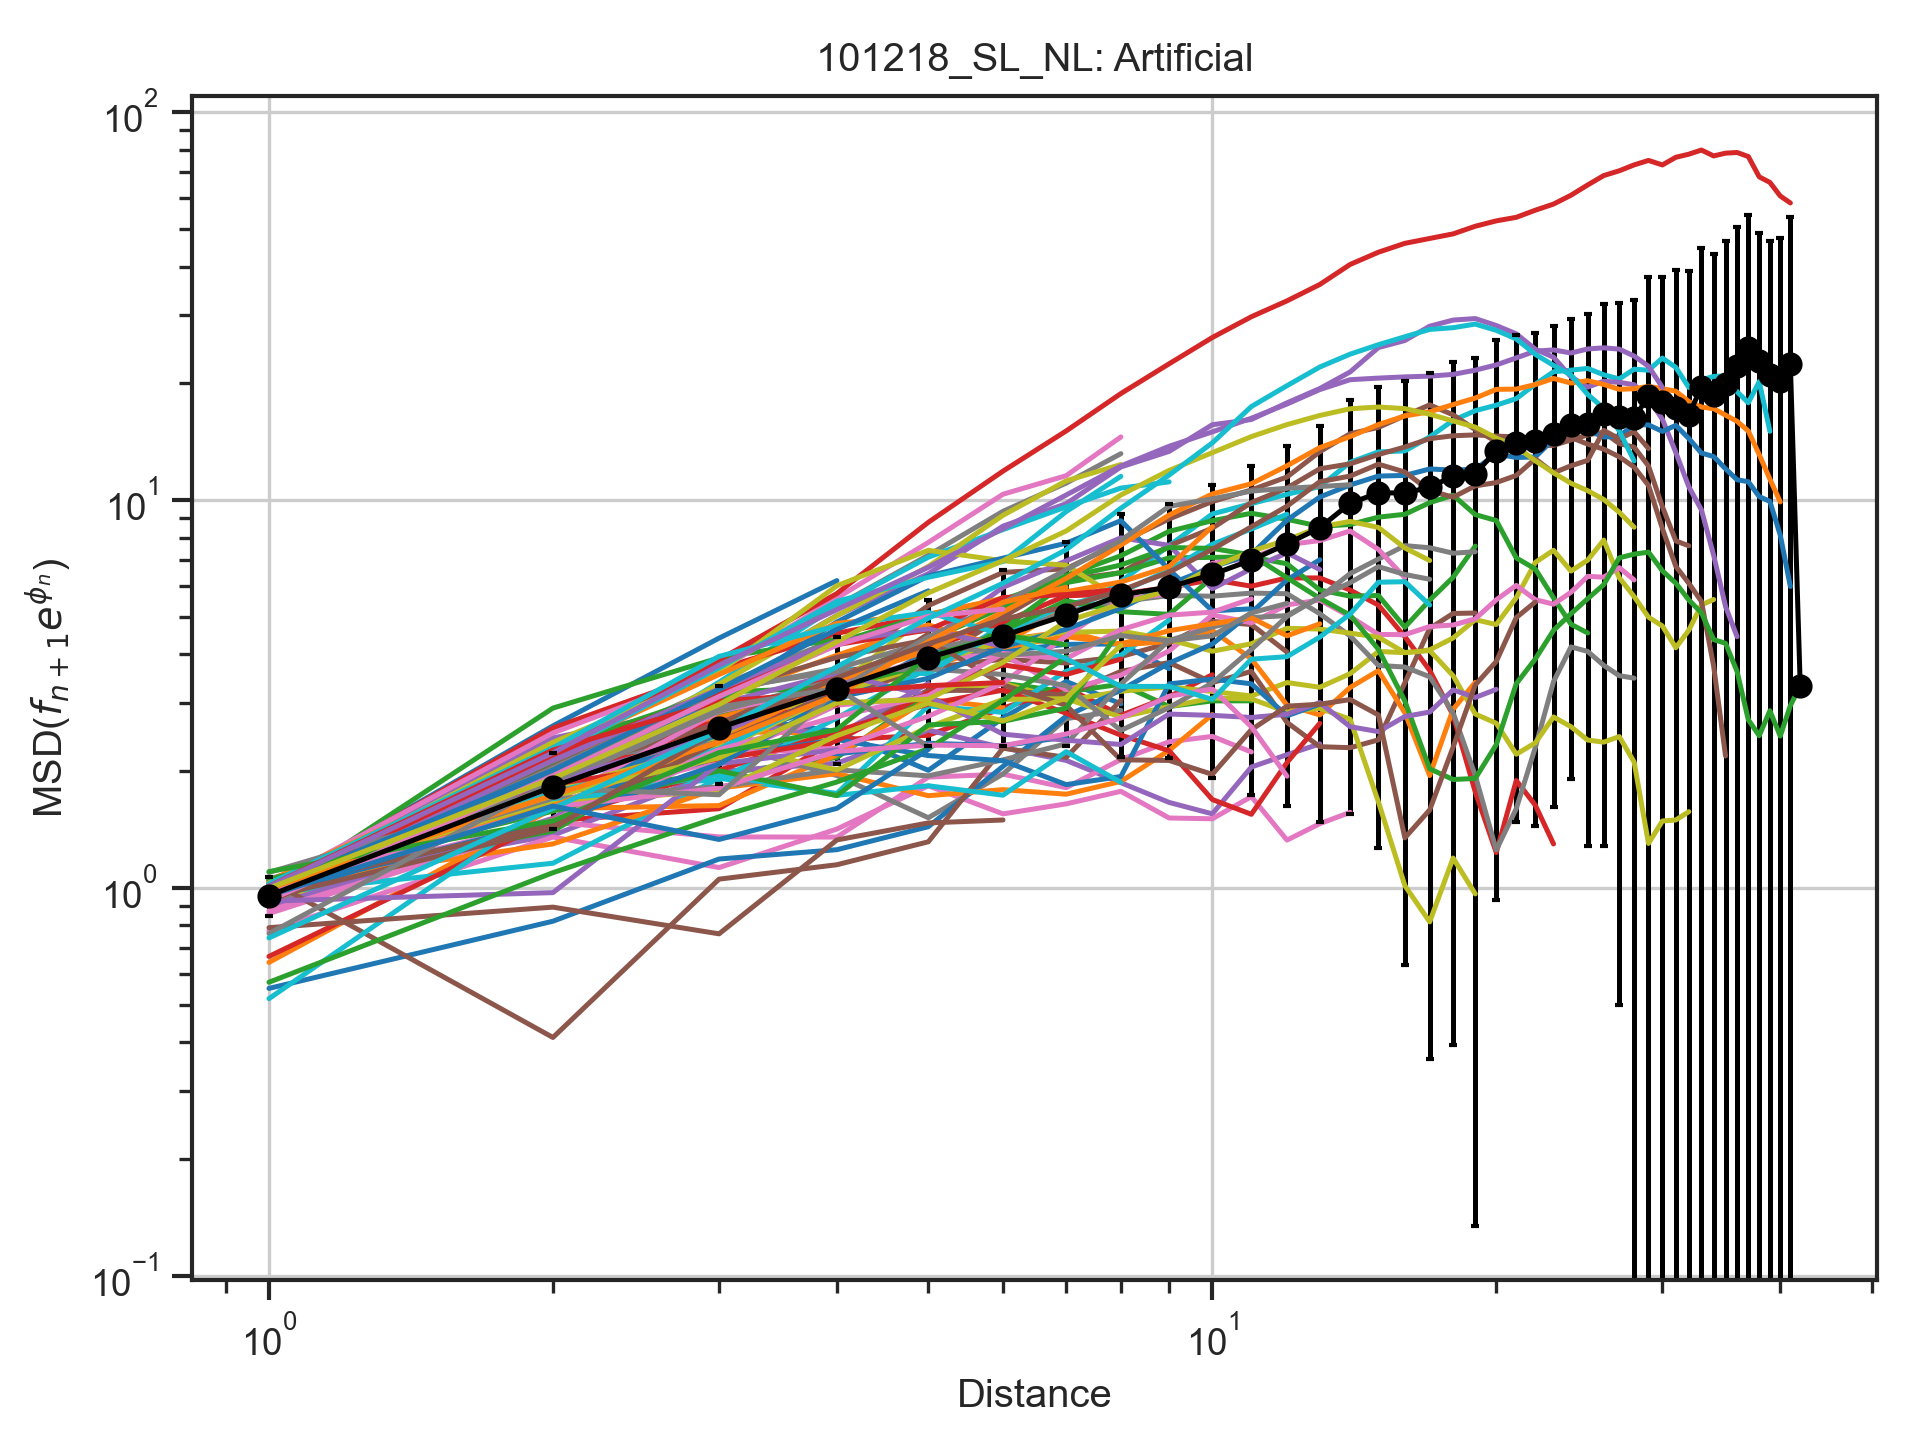 101218_SL_NL: Artificial
10²
10¹
10⁰
10⁻¹
MSD(fₙ₊₁e^ϕₙ)
10⁰ 10¹
Distance